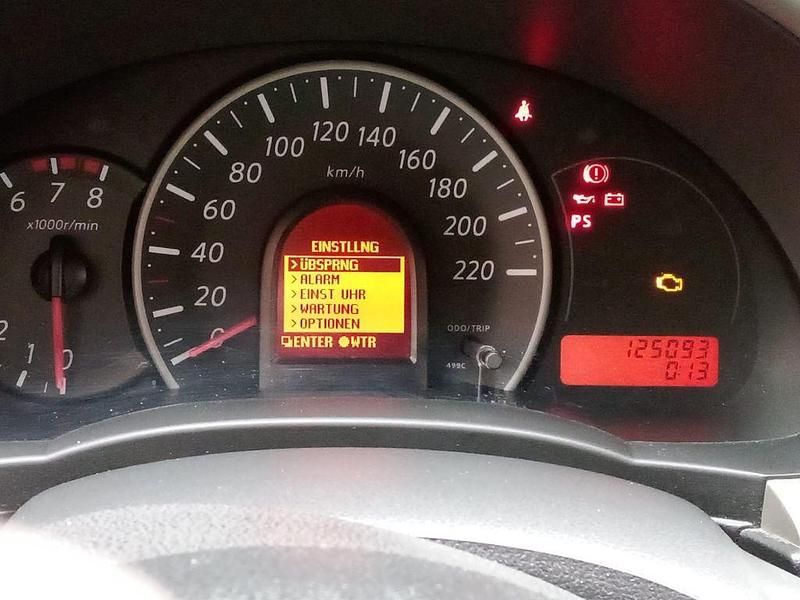 6 7 8
x1000r/min
2
1
0
0 20 40 60 80 100 120 140 160 180 200 220
km/h
EINSTLLNG
>ÜBSPRNG
>ALARM
>EINST UHR
>WARTUNG
>OPTIONEN
ENTER WTR
ODO/TRIP
499C
PS
125093
0:13